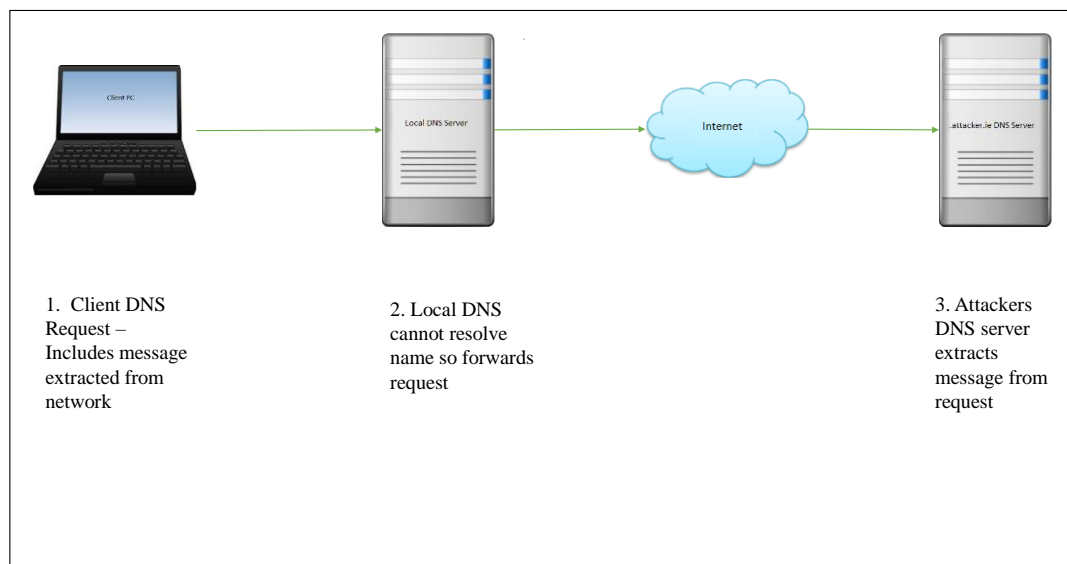 Client PC
Local DNS Server
Internet
.attacker.ie DNS Server
1. Client DNS
Request –
Includes message
extracted from
network
2. Local DNS
cannot resolve
name so forwards
request
3. Attackers
DNS server
extracts
message from
request